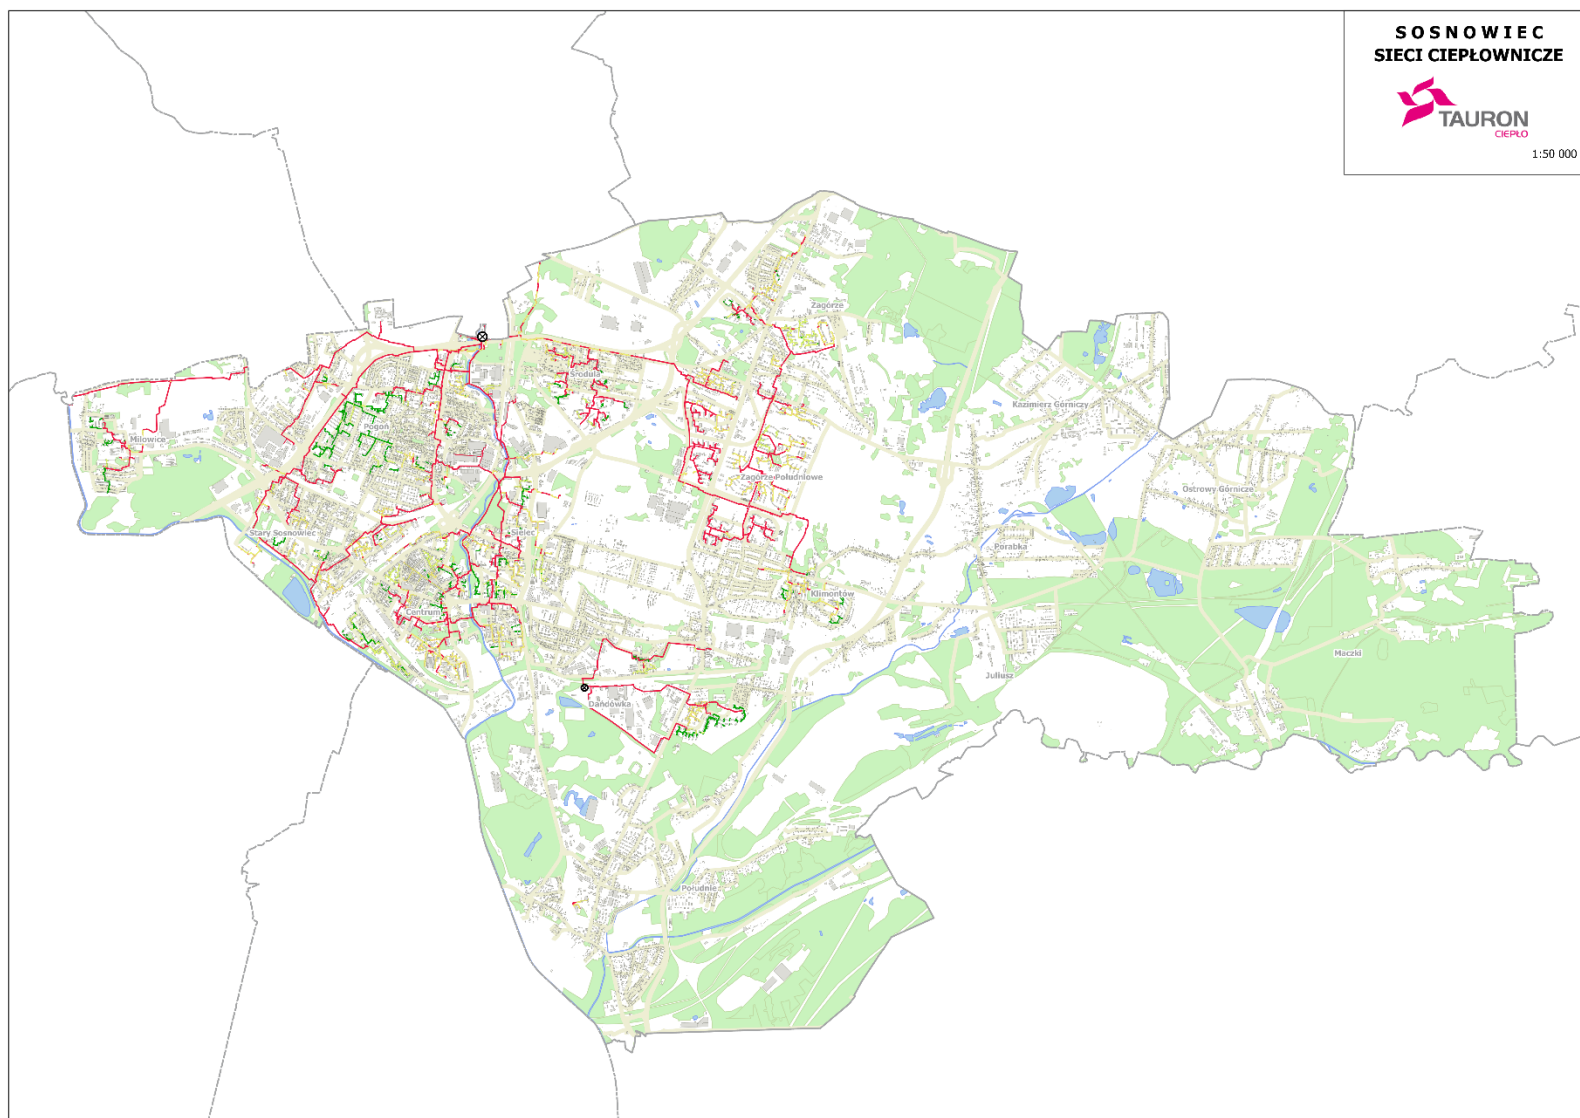 SOSNOWIEC
SIECI CIEPŁOWNICZE
TAURON
CIEPŁO
1:50 000
Zagórze
Środula
Kazimierz Górniczy
Pogoń
Milowice
Zagórze Południowe
Ostrowy Górnicze
Stary Sosnowiec
Sielec
Porąbka
Klimontów
Centrum
Maczki
Juliusz
Dańdówka
Południe